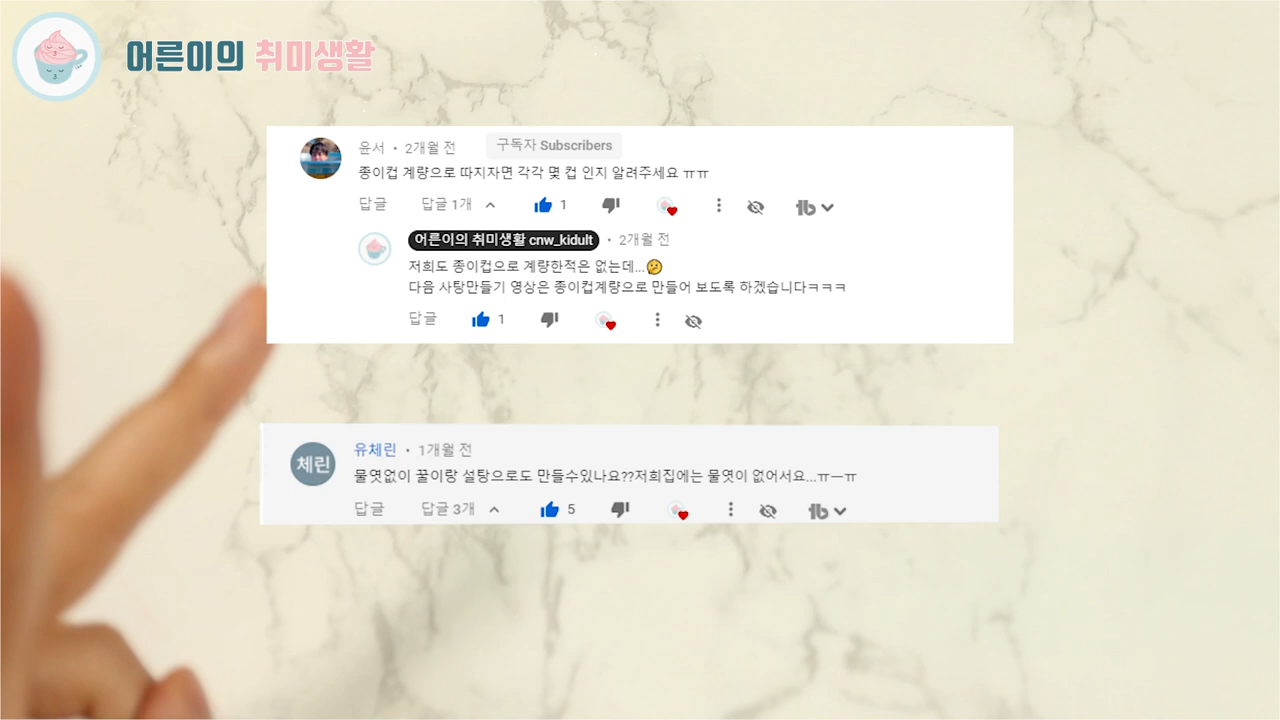 어른이의 취미생활
윤서 • 2개월 전 구독자 Subscribers
종이컵 계량으로 따지자면 각각 몇 컵 인지 알려주세요 ㅠㅠ
답글 답글 1개 1
어른이의 취미생활 cnw_kidult • 2개월 전
저희도 종이컵으로 계량한적은 없는데...🫤
다음 사탕만들기 영상은 종이컵계량으로 만들어 보도록 하겠습니다ㅋㅋㅋ
답글 1
체린 유체린 • 1개월 전
물엿없이 꿀이랑 설탕으로도 만들수있나요??저희집에는 물엿이 없어서요...ㅠㅡㅠ
답글 답글 3개 5